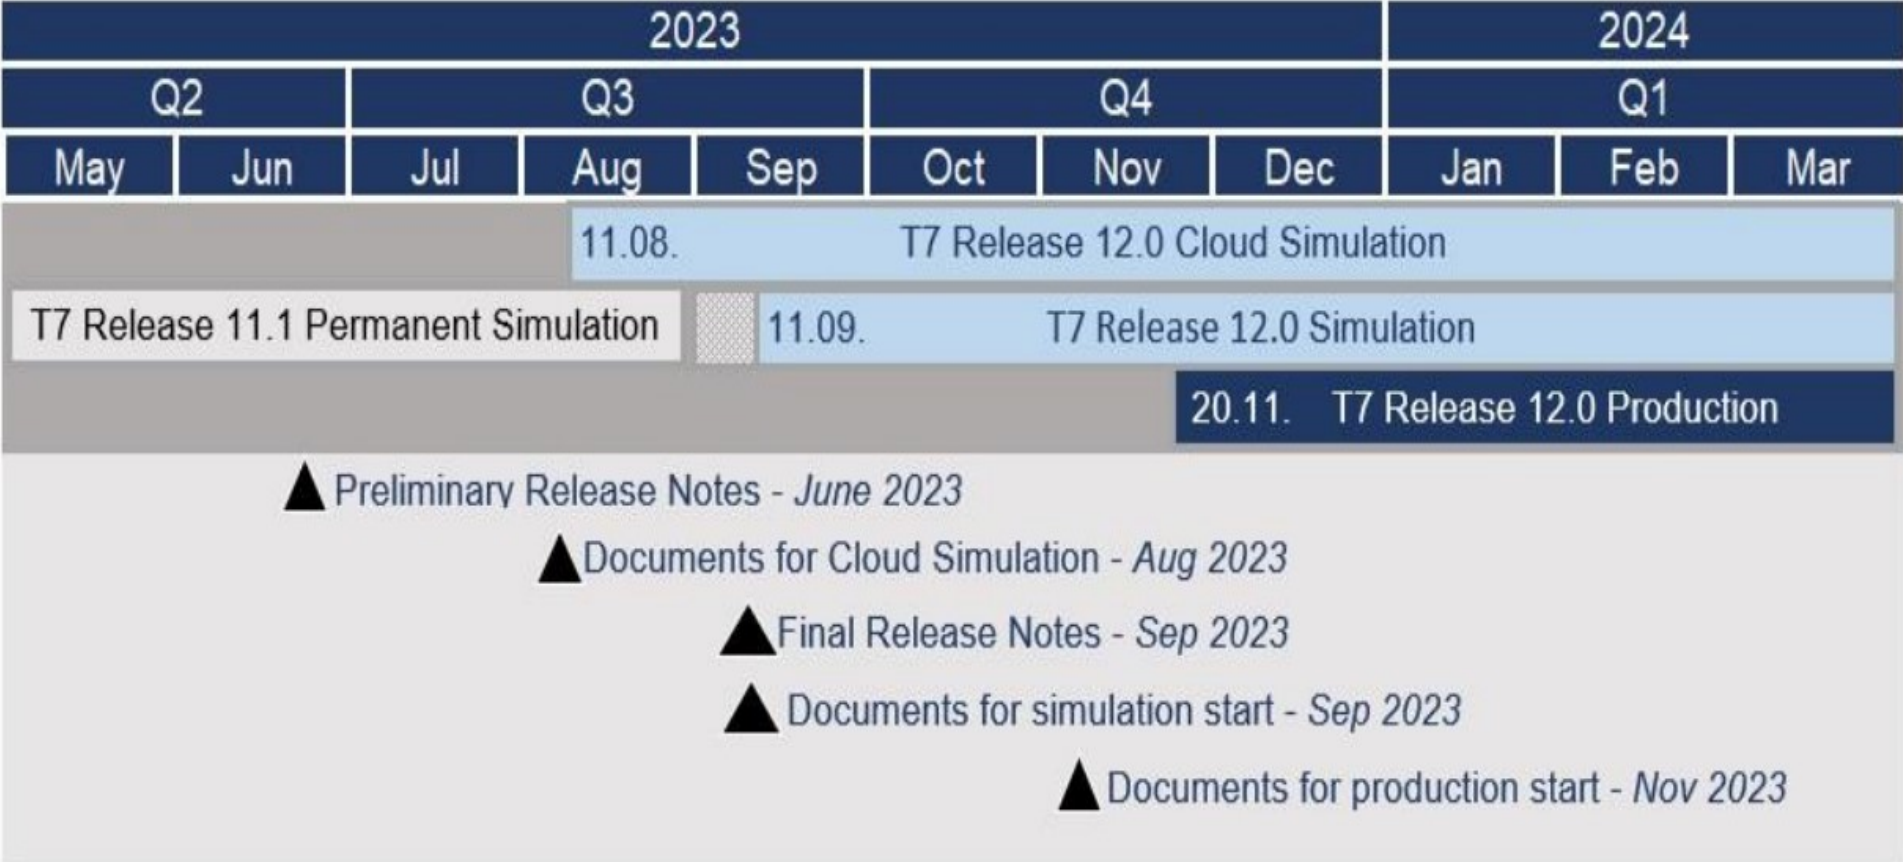 2023 2024
Q2 Q3 Q4 Q1
May Jun Jul Aug Sep Oct Nov Dec Jan Feb Mar
11.08. T7 Release 12.0 Cloud Simulation
T7 Release 11.1 Permanent Simulation 11.09. T7 Release 12.0 Simulation
20.11. T7 Release 12.0 Production
Preliminary Release Notes - June 2023
Documents for Cloud Simulation - Aug 2023
Final Release Notes - Sep 2023
Documents for simulation start - Sep 2023
Documents for production start - Nov 2023